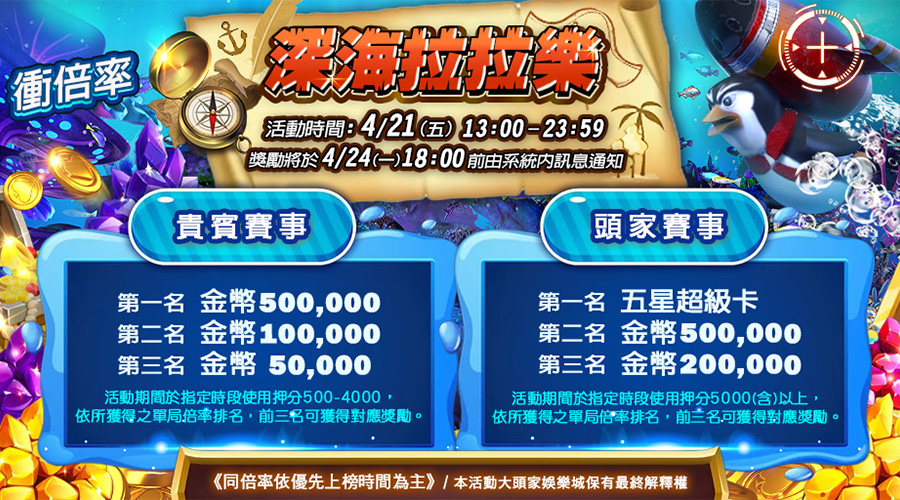 衝倍率
深海拉拉樂
活動時間：4/21(五) 13:00-23:59
獎勵將於4/24(一)18:00前由系統內訊息通知
貴賓賽事
第一名 金幣500,000
第二名 金幣100,000
第三名 金幣 50,000
活動期間於指定時段使用押分500-4000，
依所獲得之單局倍率排名，前三名可獲得對應獎勵。
頭家賽事
第一名 五星超級卡
第二名 金幣500,000
第三名 金幣200,000
活動期間於指定時段使用押分5000(含)以上，
依所獲得之單局倍率排名，前三名可獲得對應獎勵。
《同倍率依優先上榜時間為主》/ 本活動大頭家娛樂城保有最終解釋權